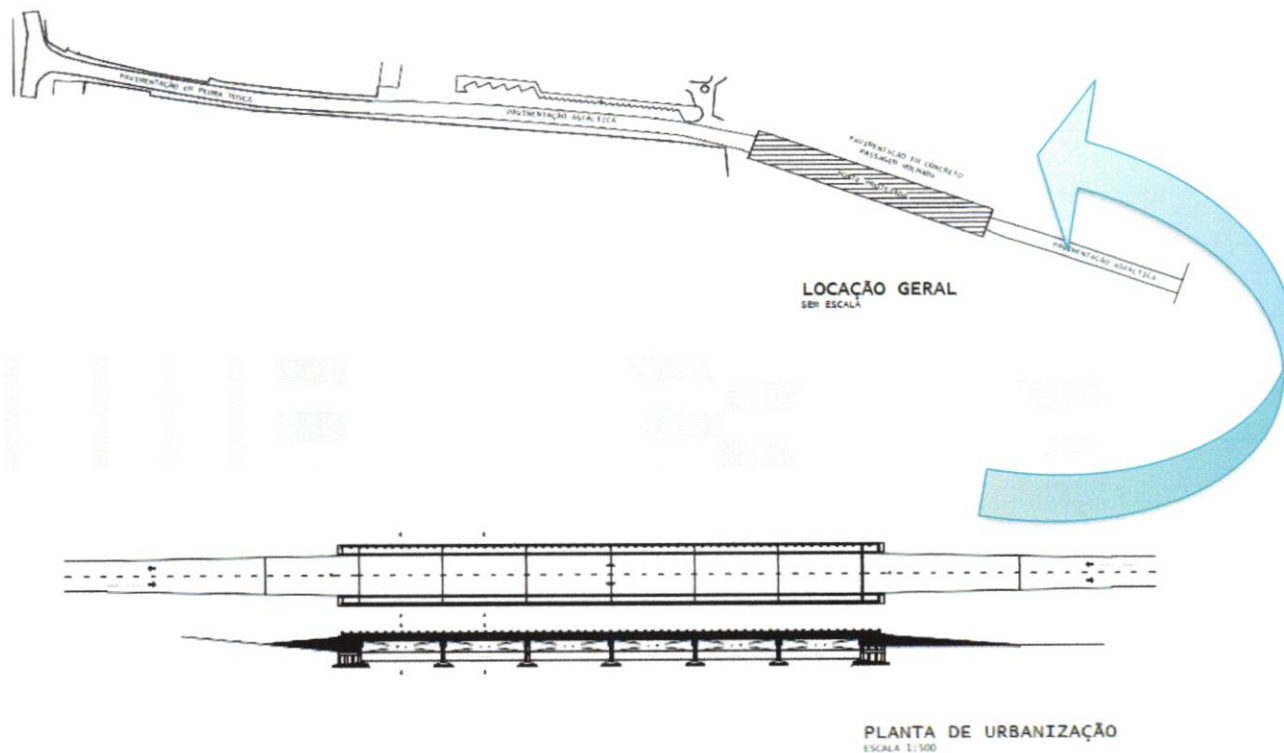 PAVIMENTAÇÃO EM PEDRA TOSCA
PAVIMENTAÇÃO ASFÁLTICA
PAVIMENTAÇÃO EM CONCRETO
PASSAGEM MOLHADA
PAVIMENTAÇÃO ASFÁLTICA
LOCAÇÃO GERAL
SEM ESCALA
PLANTA DE URBANIZAÇÃO
ESCALA 1:500